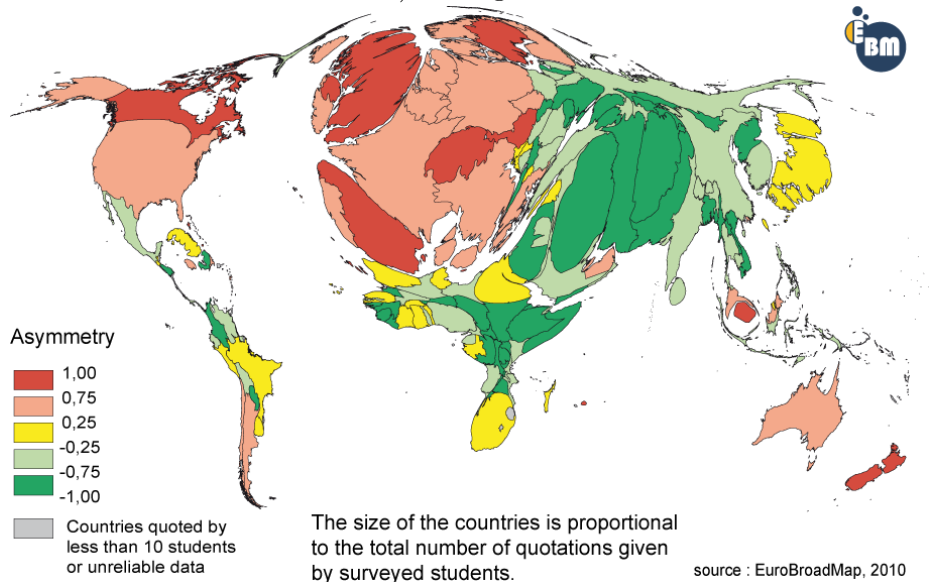 EBM
Asymmetry
1,00
0,75
0,25
-0,25
-0,75
-1,00
Countries quoted by
less than 10 students
or unreliable data
The size of the countries is proportional
to the total number of quotations given
by surveyed students.
source : EuroBroadMap, 2010